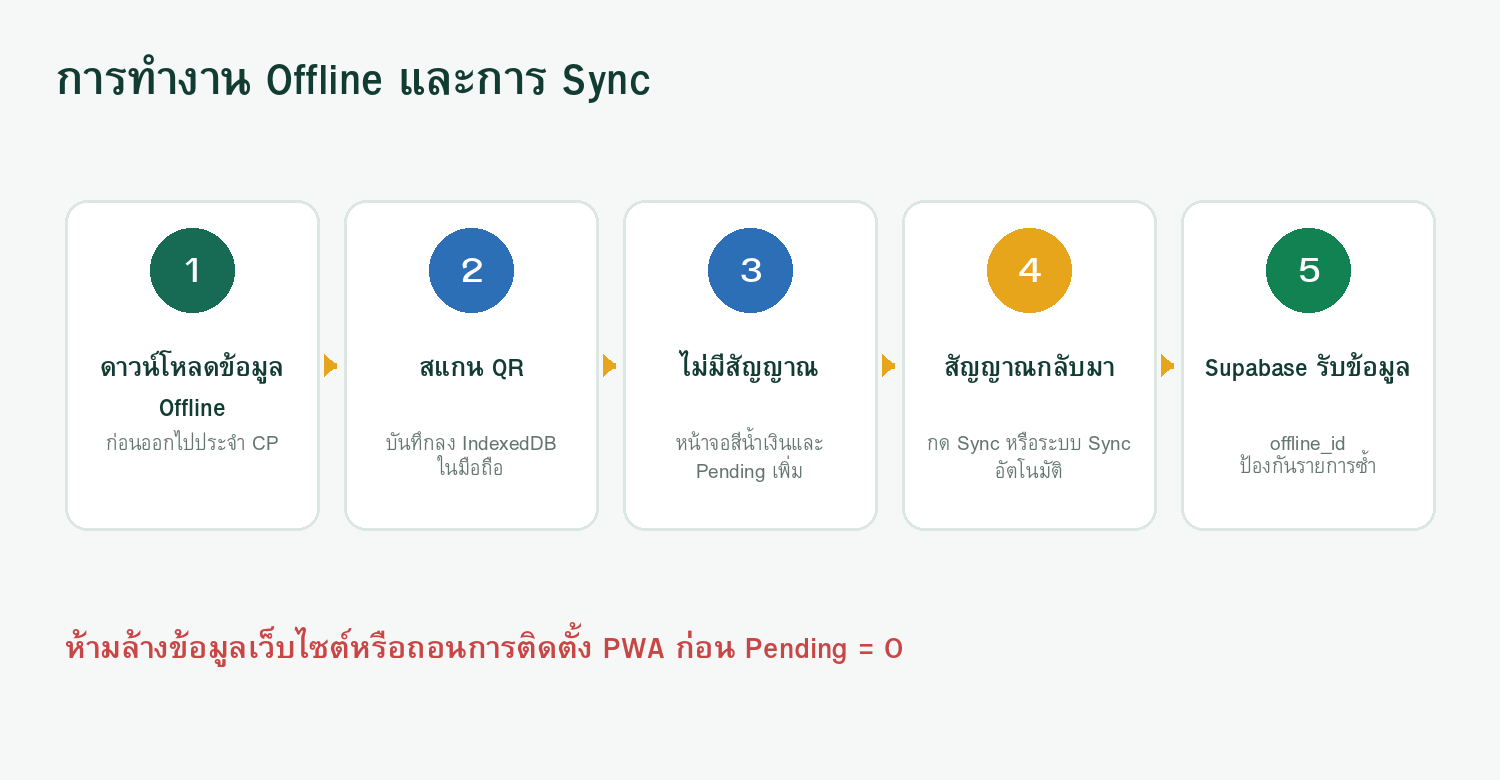 การทำงาน Offline และการ Sync
1
ดาวน์โหลดข้อมูล
Offline
ก่อนออกไปประจำ CP
2
สแกน QR
บันทึกลง IndexedDB
ในมือถือ
3
ไม่มีสัญญาณ
หน้าจอสีน้ำเงินและ
Pending เพิ่ม
4
สัญญาณกลับมา
กด Sync หรือระบบ Sync
อัตโนมัติ
5
Supabase รับข้อมูล
offline_id
ป้องกันรายการซ้ำ
ห้ามล้างข้อมูลเว็บไซต์หรือถอนการติดตั้ง PWA ก่อน Pending = 0